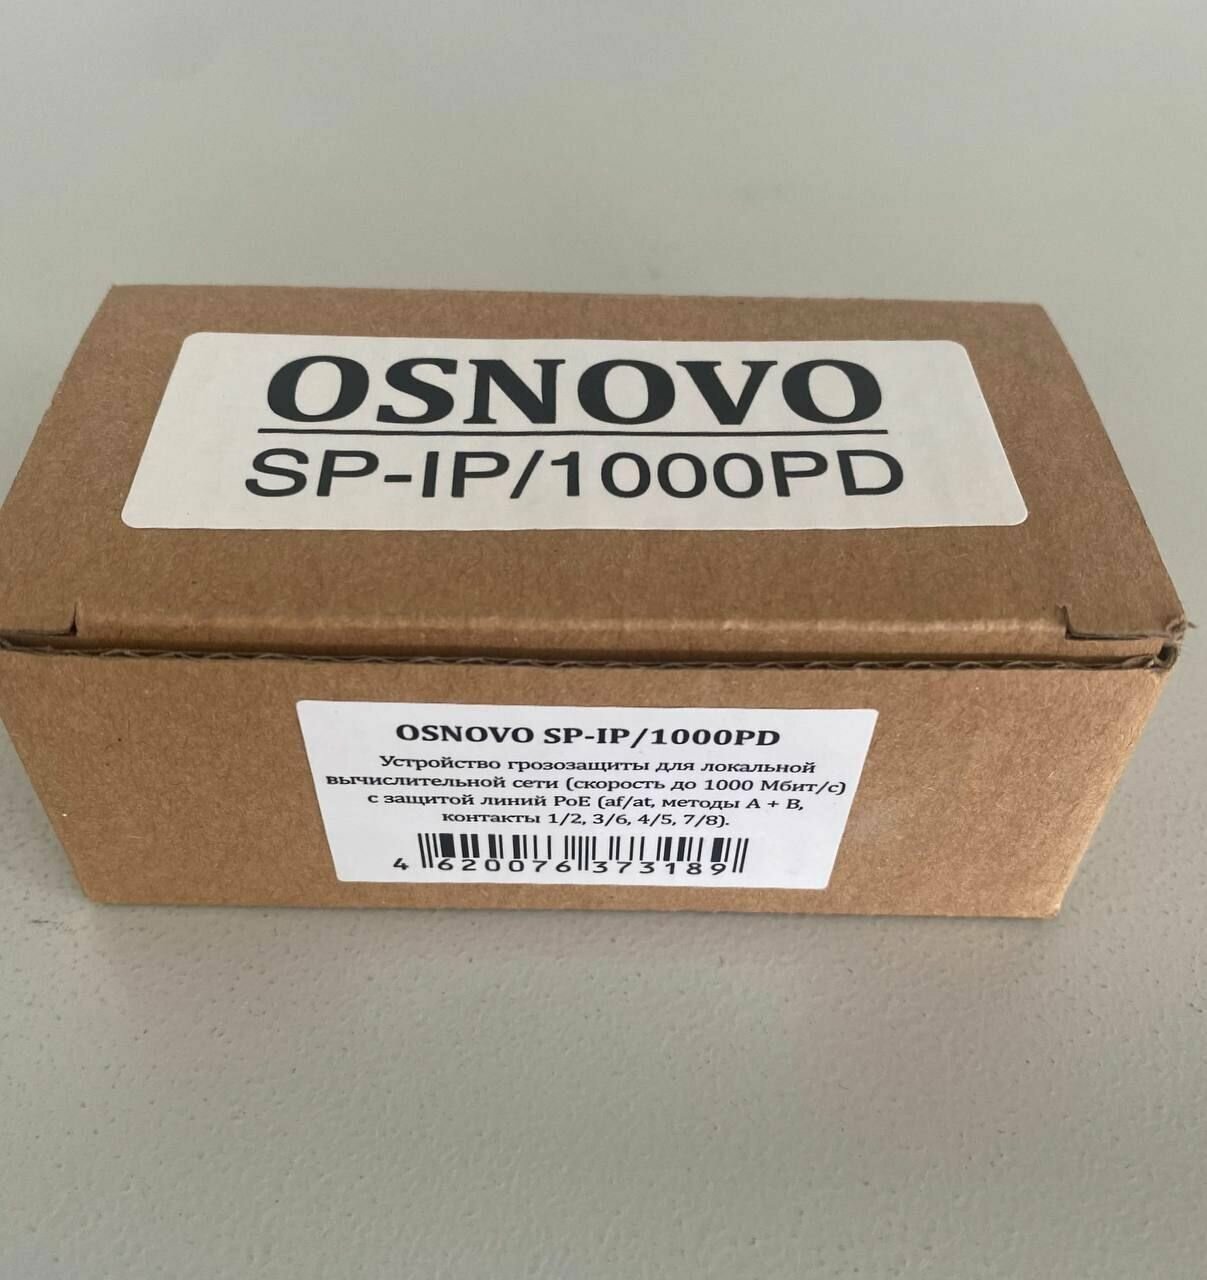 OSNOVO
SP-IP/1000PD
OSNOVO SP-IP/1000PD
Устройство грозозащиты для локальной
вычислительной сети (скорость до 1000 Мбит/с)
с защитой линий PoE (af/at, методы A + B,
контакты 1/2, 3/6, 4/5, 7/8).
4 620076 373189